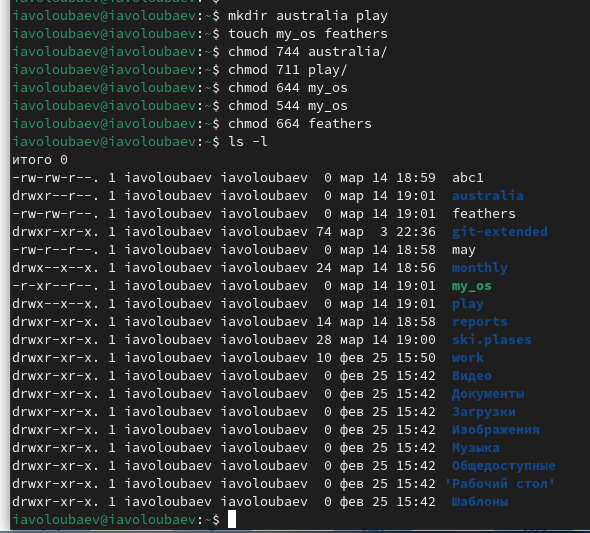 iavoloubaev@iavoloubaev:~$ mkdir australia play
iavoloubaev@iavoloubaev:~$ touch my_os feathers
iavoloubaev@iavoloubaev:~$ chmod 744 australia/
iavoloubaev@iavoloubaev:~$ chmod 711 play/
iavoloubaev@iavoloubaev:~$ chmod 644 my_os
iavoloubaev@iavoloubaev:~$ chmod 544 my_os
iavoloubaev@iavoloubaev:~$ chmod 664 feathers
iavoloubaev@iavoloubaev:~$ ls -l
итого 0
-rw-rw-r--. 1 iavoloubaev iavoloubaev  0 мар 14 18:59  abc1
drwxr--r--. 1 iavoloubaev iavoloubaev  0 мар 14 19:01  australia
-rw-rw-r--. 1 iavoloubaev iavoloubaev  0 мар 14 19:01  feathers
drwxr-xr-x. 1 iavoloubaev iavoloubaev 74 мар  3 22:36  git-extended
-rw-r--r--. 1 iavoloubaev iavoloubaev  0 мар 14 18:58  may
drwx--x--x. 1 iavoloubaev iavoloubaev 24 мар 14 18:56  monthly
-r-xr--r--. 1 iavoloubaev iavoloubaev  0 мар 14 19:01  my_os
drwx--x--x. 1 iavoloubaev iavoloubaev  0 мар 14 19:01  play
drwxr-xr-x. 1 iavoloubaev iavoloubaev 14 мар 14 18:58  reports
drwxr-xr-x. 1 iavoloubaev iavoloubaev 28 мар 14 19:00  ski.plases
drwxr-xr-x. 1 iavoloubaev iavoloubaev 10 фев 25 15:50  work
drwxr-xr-x. 1 iavoloubaev iavoloubaev  0 фев 25 15:42  Видео
drwxr-xr-x. 1 iavoloubaev iavoloubaev  0 фев 25 15:42  Документы
drwxr-xr-x. 1 iavoloubaev iavoloubaev  0 фев 25 15:42  Загрузки
drwxr-xr-x. 1 iavoloubaev iavoloubaev  0 фев 25 15:42  Изображения
drwxr-xr-x. 1 iavoloubaev iavoloubaev  0 фев 25 15:42  Музыка
drwxr-xr-x. 1 iavoloubaev iavoloubaev  0 фев 25 15:42  Общедоступные
drwxr-xr-x. 1 iavoloubaev iavoloubaev  0 фев 25 15:42 'Рабочий стол'
drwxr-xr-x. 1 iavoloubaev iavoloubaev  0 фев 25 15:42  Шаблоны
iavoloubaev@iavoloubaev:~$